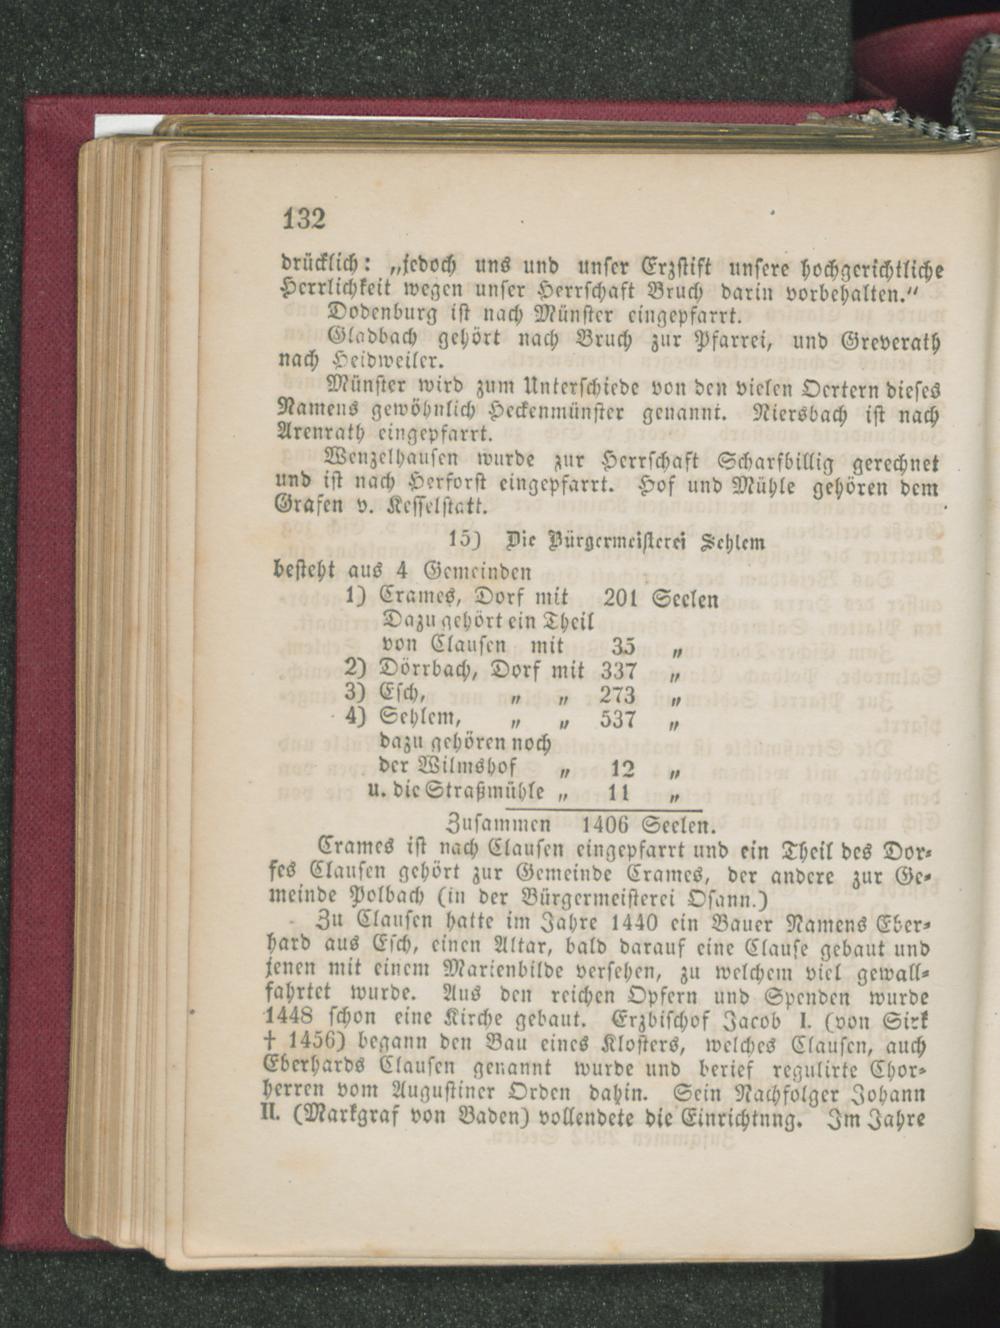 132
drücklich: „jedoch uns und unser Erzstift unsere hochgerichtliche
Herrlichkeit wegen unser Herrschaft Bruch darin vorbehalten.“
Dodenburg ist nach Münster eingepfarrt.
Gladbach gehört nach Bruch zur Pfarrei, und Greverath
nach Heidweiler.
Münster wird zum Unterschiede von den vielen Oertern dieses
Namens gewöhnlich Heckenmünster genannt. Niersbach ist nach
Arenrath eingepfarrt.
Wenzelhausen wurde zur Herrschaft Scharfbillig gerechnet
und ist nach Herforst eingepfarrt. Hof und Mühle gehören dem
Grafen v. Kesselstatt.
15) Die Bürgermeisterei Sehlem
besteht aus 4 Gemeinden
1) Crames, Dorf mit 201 Seelen
Dazu gehört ein Theil
von Clausen mit 35 „
2) Dörrbach, Dorf mit 337 „
3) Esch, „ „ 273 „
4) Sehlem, „ „ 537 „
dazu gehören noch
der Wilmshof „ 12 „
u. die Straßmühle „ 11 „
Zusammen 1406 Seelen.
Crames ist nach Clausen eingepfarrt und ein Theil des Dor-
fes Clausen gehört zur Gemeinde Crames, der andere zur Ge-
meinde Polbach (in der Bürgermeisterei Osann.)
Zu Clausen hatte im Jahre 1440 ein Bauer Namens Eber-
hard aus Esch, einen Altar, bald darauf eine Clause gebaut und
jenen mit einem Marienbilde versehen, zu welchem viel gewall-
fahrtet wurde. Aus den reichen Opfern und Spenden wurde
1448 schon eine Kirche gebaut. Erzbischof Jacob I. (von Sirk
† 1456) begann den Bau eines Klosters, welches Clausen, auch
Eberhards Clausen genannt wurde und berief regulirte Chor-
herren vom Augustiner Orden dahin. Sein Nachfolger Johann
II. (Markgraf von Baden) vollendete die Einrichtnng. Im Jahre